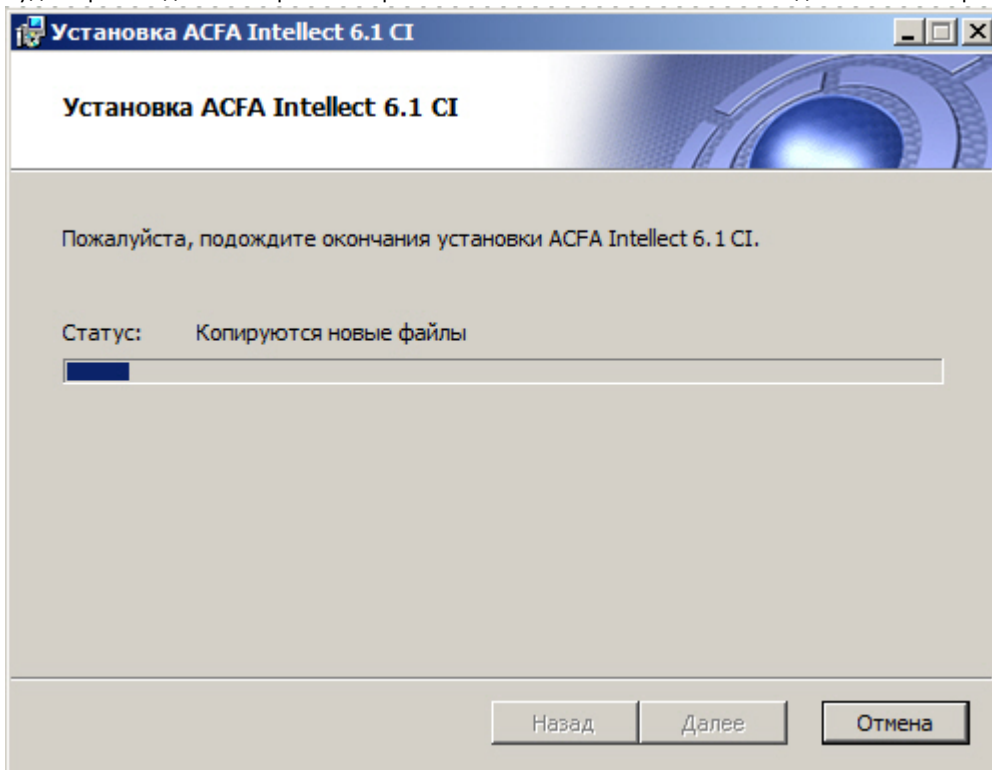 Установка ACFA Intellect 6.1 CI
Установка ACFA Intellect 6.1 CI
Пожалуйста, подождите окончания установки ACFA Intellect 6.1 CI.
Статус: Копируются новые файлы
Назад Далее Отмена